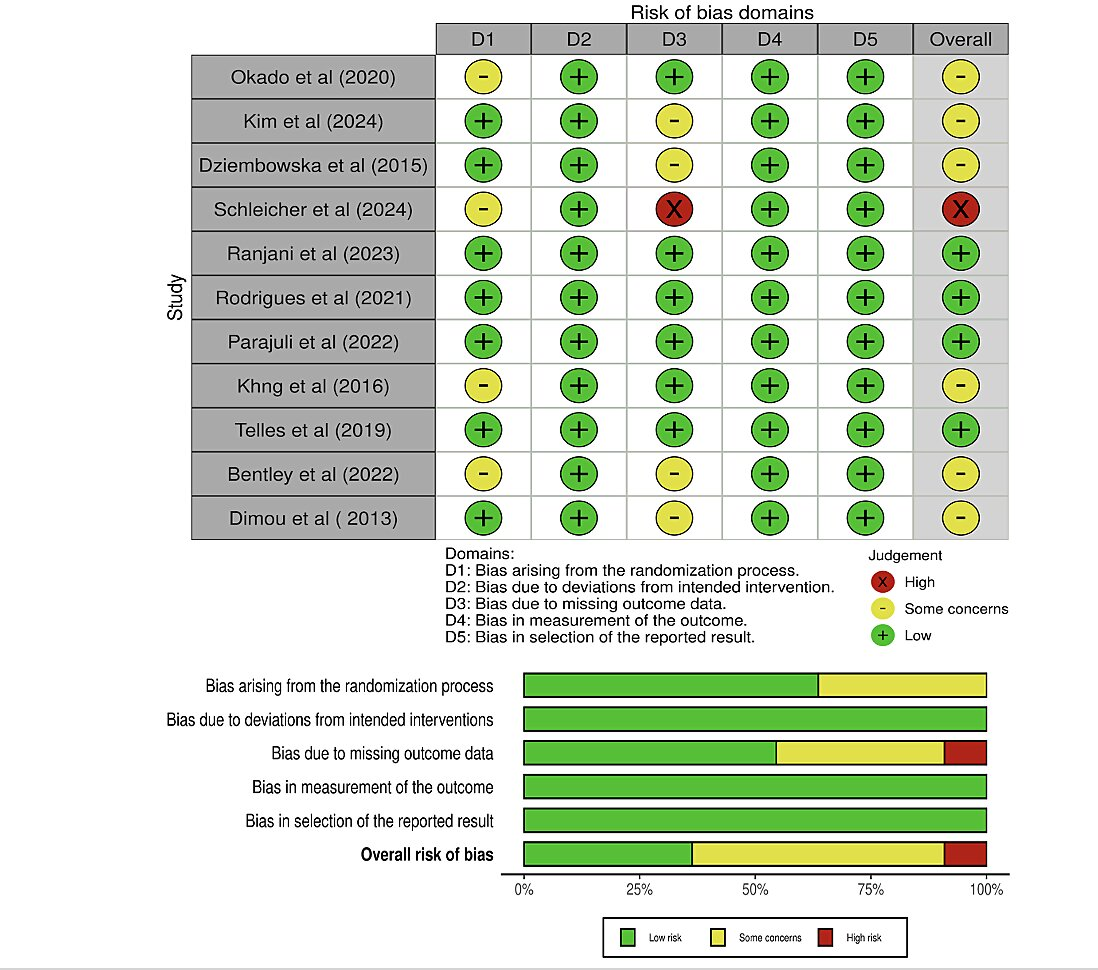 Risk of bias domains
D1 D2 D3 D4 D5 Overall
Study
Okado et al (2020) - + + + + -
Kim et al (2024) + + - + + -
Dziembowska et al (2015) + + - + + -
Schleicher et al (2024) - + X + + X
Ranjani et al (2023) + + + + + +
Rodrigues et al (2021) + + + + + +
Parajuli et al (2022) + + + + + +
Khng et al (2016) - + + + + -
Telles et al (2019) + + + + + +
Bentley et al (2022) - + - + + -
Dimou et al ( 2013) + + - + + -
Domains:
D1: Bias arising from the randomization process.
D2: Bias due to deviations from intended intervention.
D3: Bias due to missing outcome data.
D4: Bias in measurement of the outcome.
D5: Bias in selection of the reported result.
Judgement
X High
- Some concerns
+ Low
Bias arising from the randomization process
Bias due to deviations from intended interventions
Bias due to missing outcome data
Bias in measurement of the outcome
Bias in selection of the reported result
Overall risk of bias
0% 25% 50% 75% 100%
Low risk Some concerns High risk